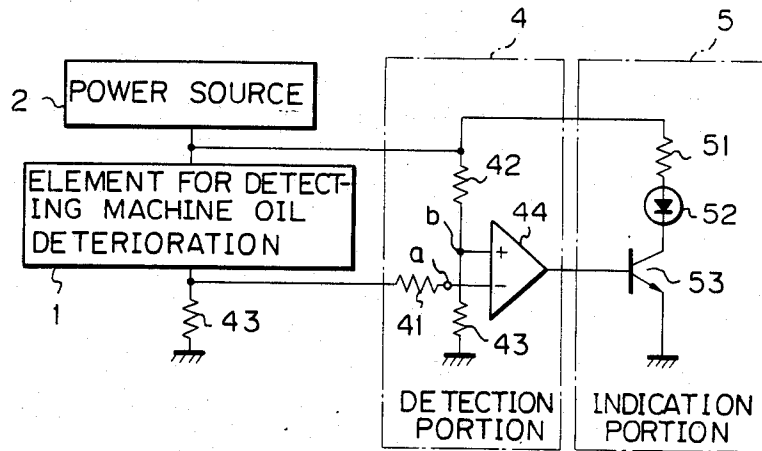 4
5
2
POWER SOURCE
ELEMENT FOR DETECT-
ING MACHINE OIL
DETERIORATION
1
43
42
b
a
+
-
44
41
43
51
52
53
DETECTION
PORTION
INDICATION
PORTION